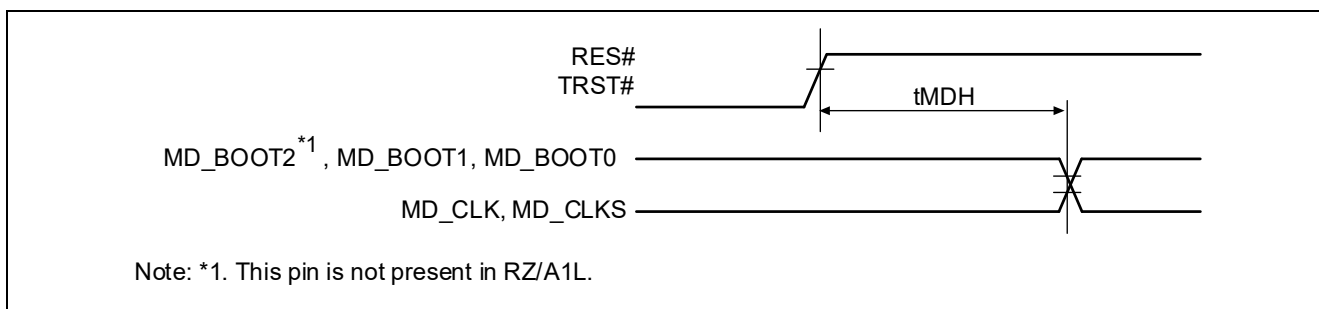 RES#
TRST#
tMDH
MD_BOOT2*1 , MD_BOOT1, MD_BOOT0
MD_CLK, MD_CLKS
Note: *1. This pin is not present in RZ/A1L.